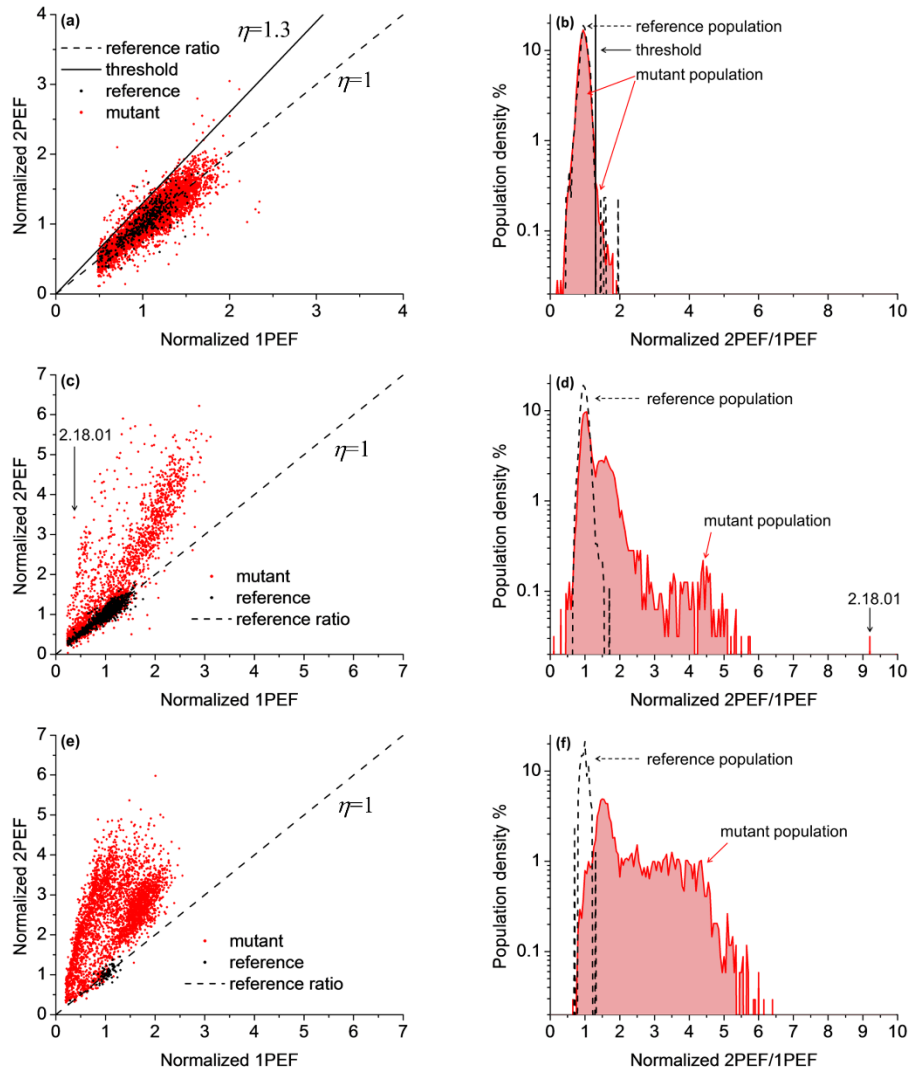 (a)
η=1.3
η=1
reference ratio
threshold
reference
mutant
4
3
2
1
0
0 1 2 3 4
Normalized 2PEF
Normalized 1PEF
(b)
reference population
threshold
mutant population
10
1
0.1
0 1 2 3 4 5 6 7 8 9 10
Population density %
Normalized 2PEF/1PEF
(c)
2.18.01
η=1
mutant
reference
reference ratio
7
6
5
4
3
2
1
0
0 1 2 3 4 5 6 7
Normalized 2PEF
Normalized 1PEF
(d)
reference population
mutant population
2.18.01
10
1
0.1
0 1 2 3 4 5 6 7 8 9 10
Population density %
Normalized 2PEF/1PEF
(e)
η=1
mutant
reference
reference ratio
7
6
5
4
3
2
1
0
0 1 2 3 4 5 6 7
Normalized 2PEF
Normalized 1PEF
(f)
reference population
mutant population
10
1
0.1
0 1 2 3 4 5 6 7 8 9 10
Population density %
Normalized 2PEF/1PEF